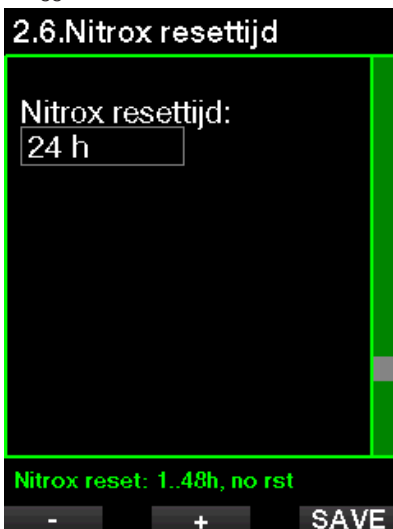 2.6.Nitrox resettijd
Nitrox resettijd:
24 h
Nitrox reset: 1..48h, no rst
- + SAVE